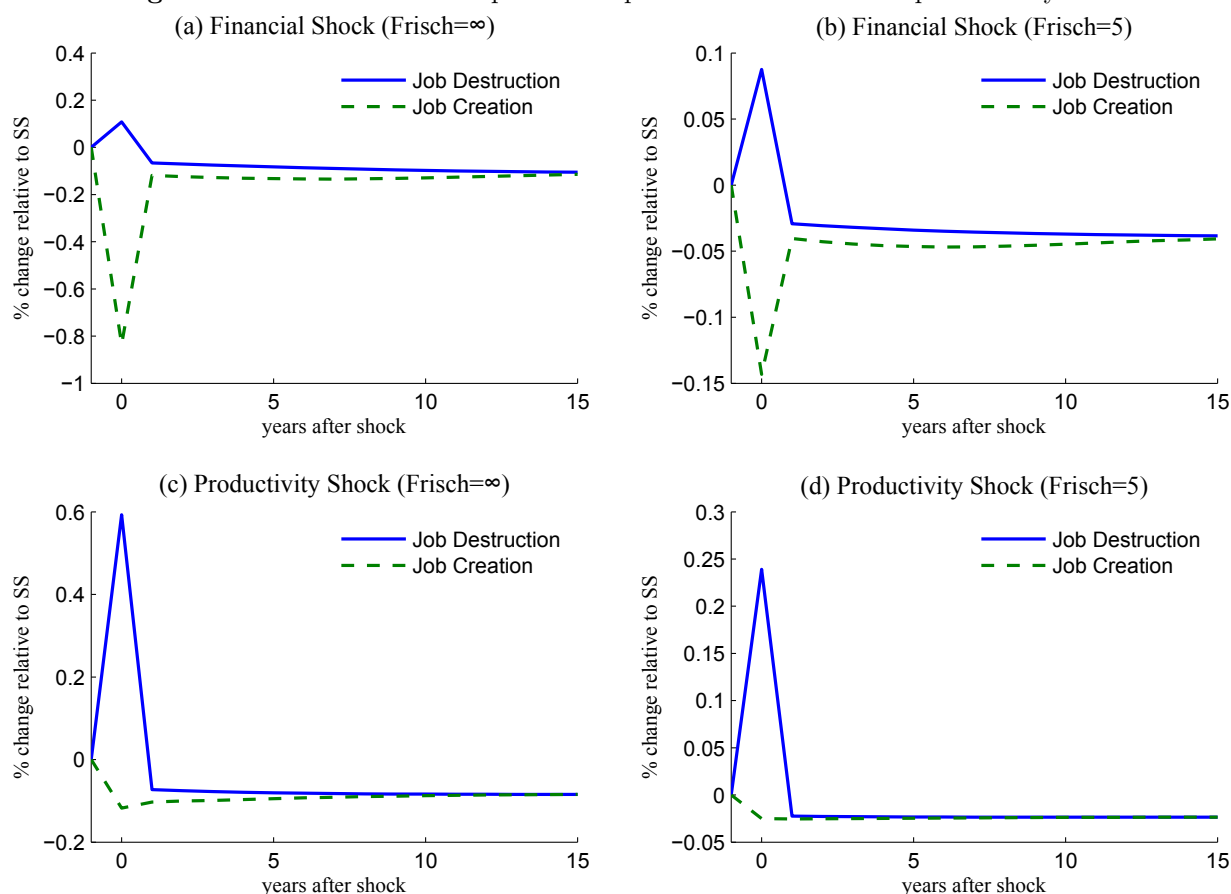 (a) Financial Shock (Frisch=∞)
0.4
0.2
0
−0.2
−0.4
−0.6
−0.8
−1
% change relative to SS
Job Destruction
Job Creation
0
5
10
15
years after shock
(b) Financial Shock (Frisch=5)
0.1
0.05
0
−0.05
−0.1
−0.15
% change relative to SS
Job Destruction
Job Creation
0
5
10
15
years after shock
(c) Productivity Shock (Frisch=∞)
0.6
0.4
0.2
0
−0.2
% change relative to SS
Job Destruction
Job Creation
0
5
10
15
years after shock
(d) Productivity Shock (Frisch=5)
0.3
0.25
0.2
0.15
0.1
0.05
0
−0.05
% change relative to SS
Job Destruction
Job Creation
0
5
10
15
years after shock